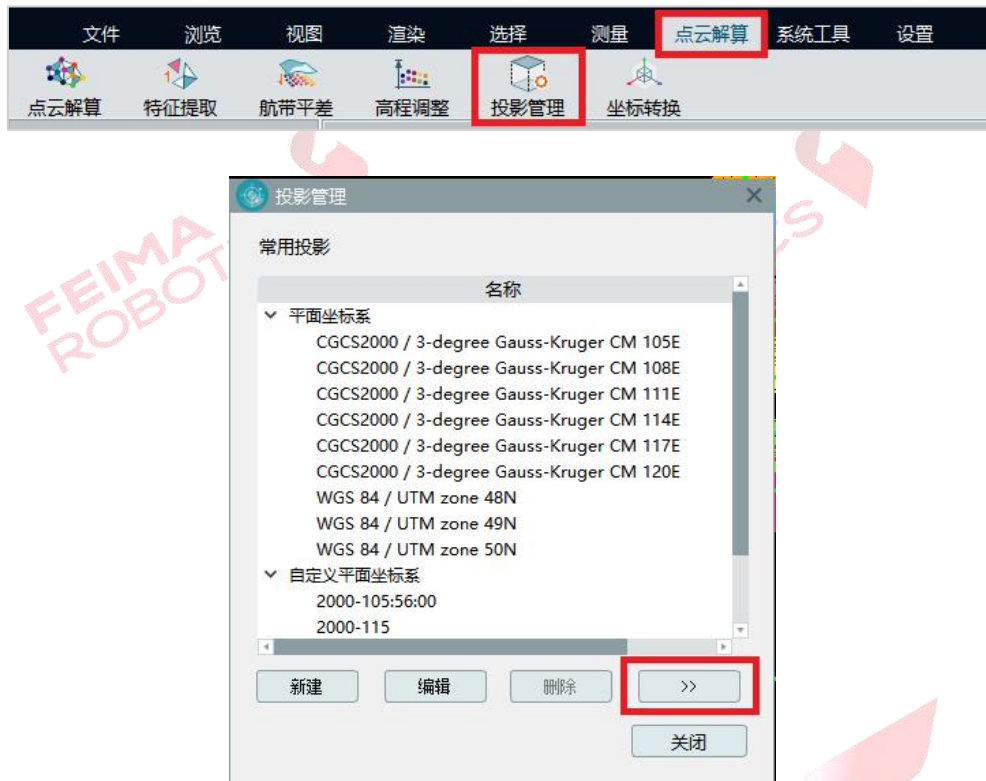 文件 浏览 视图 渲染 选择 测量 点云解算 系统工具 设置
点云解算 特征提取 航带平差 高程调整 投影管理 坐标转换
投影管理
常用投影
名称
平面坐标系
CGCS2000 / 3-degree Gauss-Kruger CM 105E
CGCS2000 / 3-degree Gauss-Kruger CM 108E
CGCS2000 / 3-degree Gauss-Kruger CM 111E
CGCS2000 / 3-degree Gauss-Kruger CM 114E
CGCS2000 / 3-degree Gauss-Kruger CM 117E
CGCS2000 / 3-degree Gauss-Kruger CM 120E
WGS 84 / UTM zone 48N
WGS 84 / UTM zone 49N
WGS 84 / UTM zone 50N
自定义平面坐标系
2000-105:56:00
2000-115
新建 编辑 删除 >>
关闭
FEIMA
ROBOT
CS